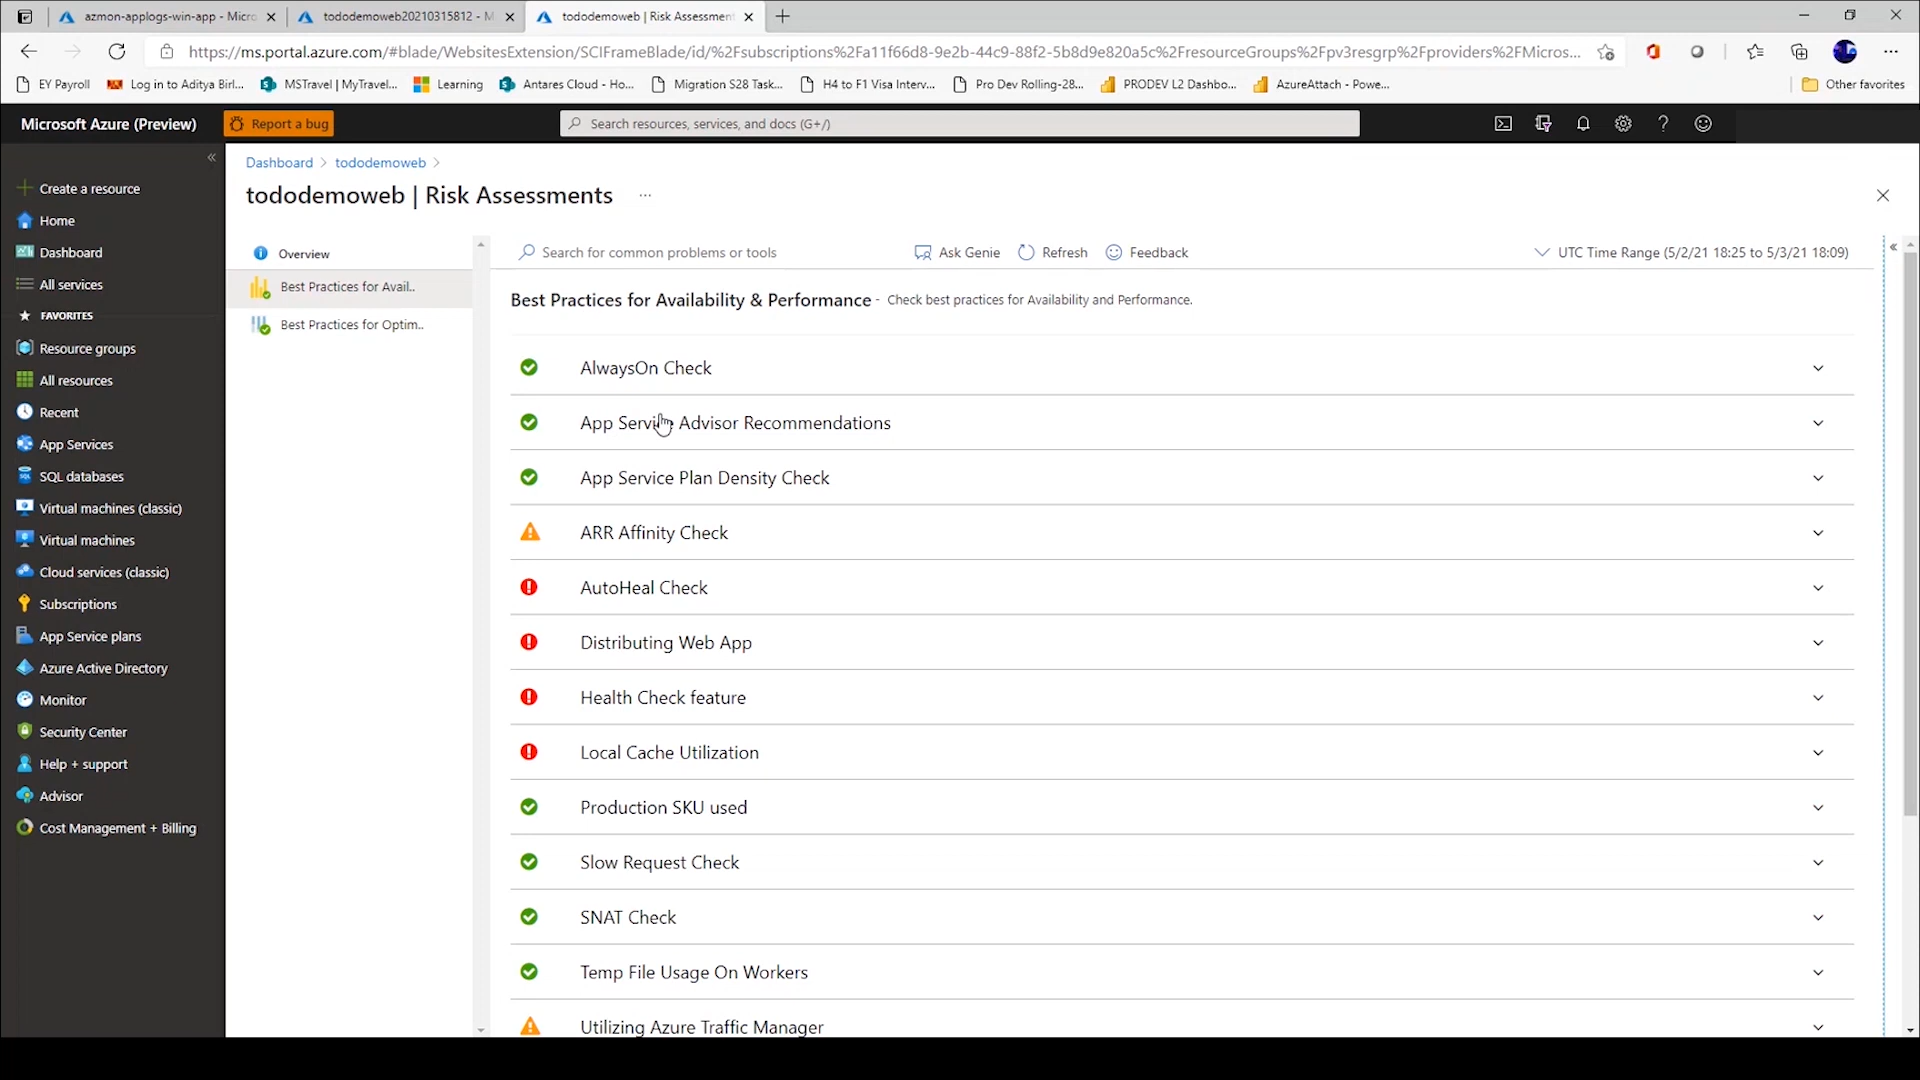 azmon-applogs-win-app - Micro
tododemoweb20210315812 - M
tododemoweb | Risk Assessment
https://ms.portal.azure.com/#blade/WebsitesExtension/SCIFrameBlade/id/%2Fsubscriptions%2Fa11f66d8-9e2b-44c9-88f2-5b8d9e820a5c%2FresourceGroups%2Fpv3resgrp%2Fproviders%2FMicros...
EY Payroll
Log in to Aditya Birl...
MSTravel | MyTravel...
Learning
Antares Cloud - Ho...
Migration S28 Task...
H4 to F1 Visa Interv...
Pro Dev Rolling-28...
PRODEV L2 Dashbo...
AzureAttach - Powe...
Other favorites
Microsoft Azure (Preview)
Report a bug
Search resources, services, and docs (G+/)
Create a resource
Home
Dashboard
All services
FAVORITES
Resource groups
All resources
Recent
App Services
SQL databases
Virtual machines (classic)
Virtual machines
Cloud services (classic)
Subscriptions
App Service plans
Azure Active Directory
Monitor
Security Center
Help + support
Advisor
Cost Management + Billing
Dashboard > tododemoweb >
tododemoweb | Risk Assessments ...
Overview
Best Practices for Avail..
Best Practices for Optim..
Search for common problems or tools
Ask Genie
Refresh
Feedback
UTC Time Range (5/2/21 18:25 to 5/3/21 18:09)
Best Practices for Availability & Performance - Check best practices for Availability and Performance.
AlwaysOn Check
App Service Advisor Recommendations
App Service Plan Density Check
ARR Affinity Check
AutoHeal Check
Distributing Web App
Health Check feature
Local Cache Utilization
Production SKU used
Slow Request Check
SNAT Check
Temp File Usage On Workers
Utilizing Azure Traffic Manager